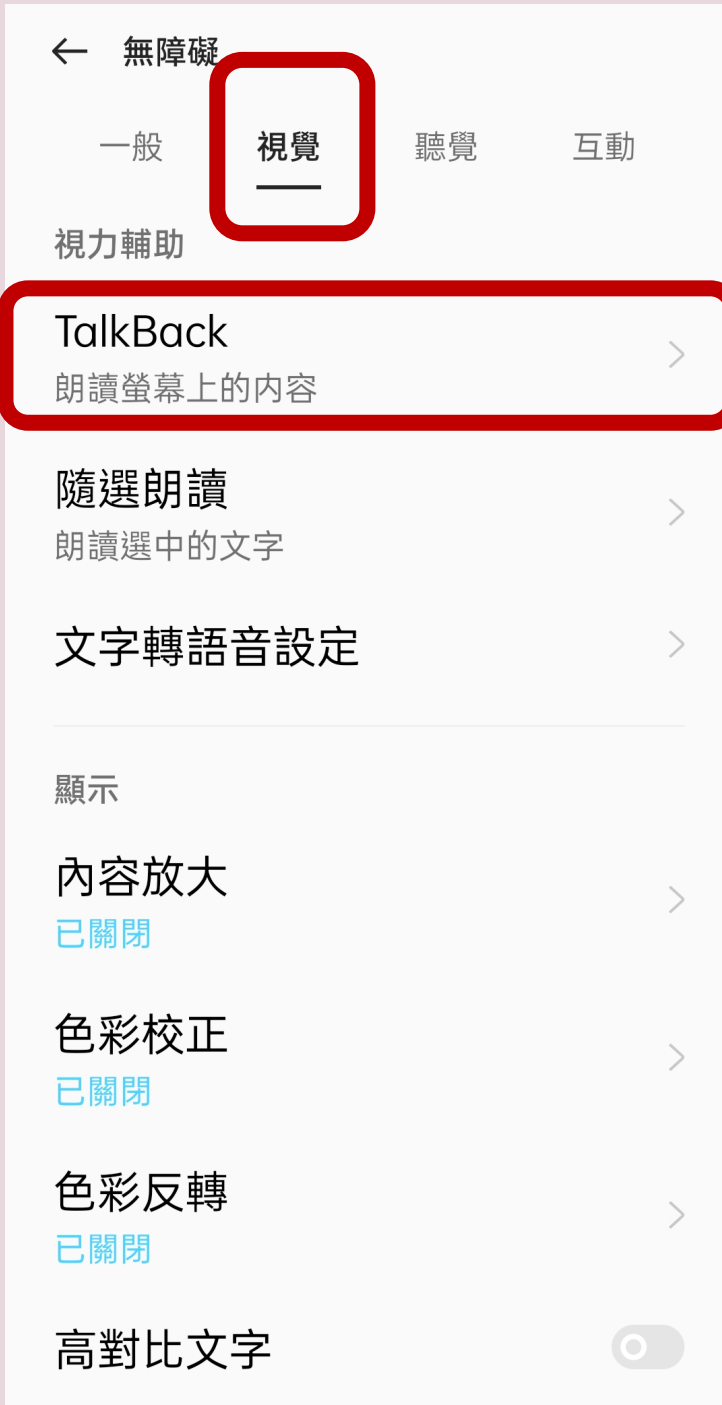 無障礙
一般 視覺 聽覺 互動
視力輔助
TalkBack
朗讀螢幕上的內容
隨選朗讀
朗讀選中的文字
文字轉語音設定
顯示
內容放大
已關閉
色彩校正
已關閉
色彩反轉
已關閉
高對比文字